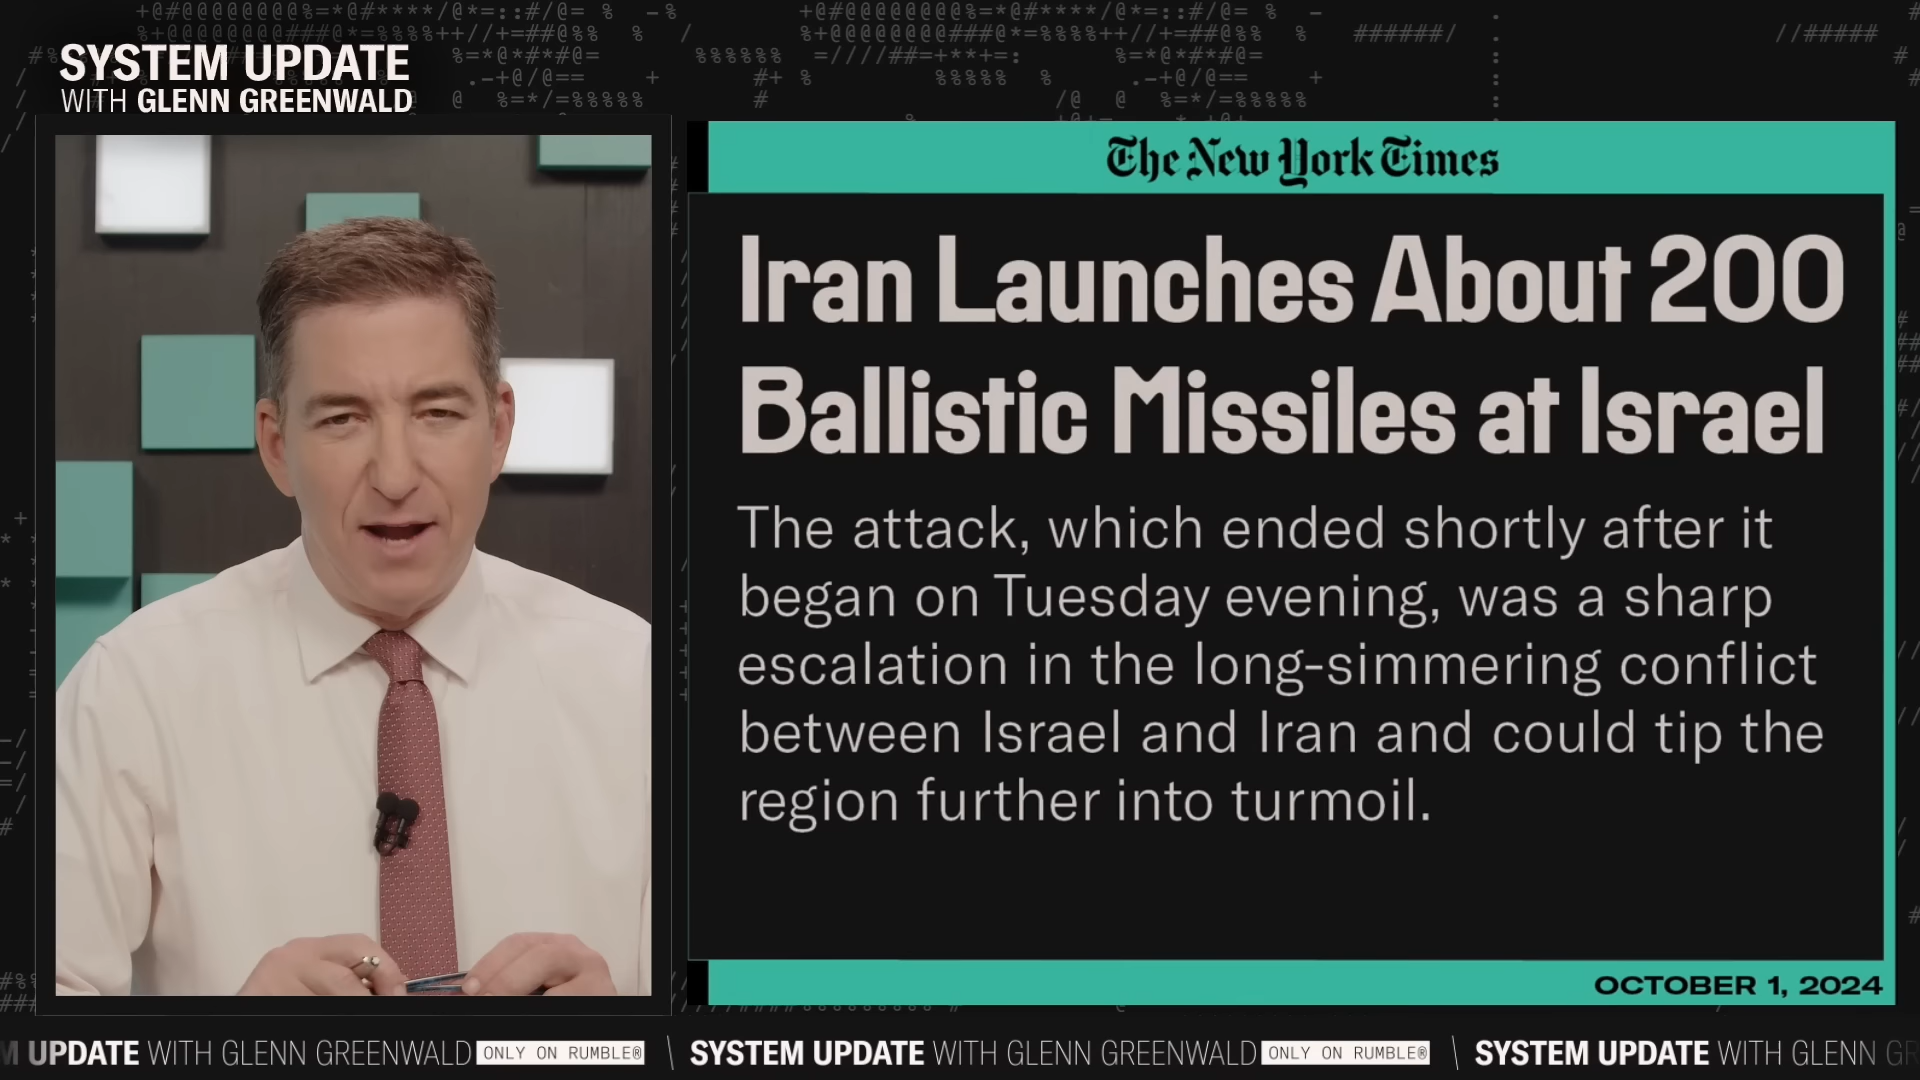 SYSTEM UPDATE
WITH GLENN GREENWALD
The New York Times
Iran Launches About 200
Ballistic Missiles at Israel
The attack, which ended shortly after it
began on Tuesday evening, was a sharp
escalation in the long-simmering conflict
between Israel and Iran and could tip the
region further into turmoil.
OCTOBER 1, 2024
M UPDATE WITH GLENN GREENWALD ONLY ON RUMBLE® \ SYSTEM UPDATE WITH GLENN GREENWALD ONLY ON RUMBLE® \ SYSTEM UPDATE WITH GLENN GR